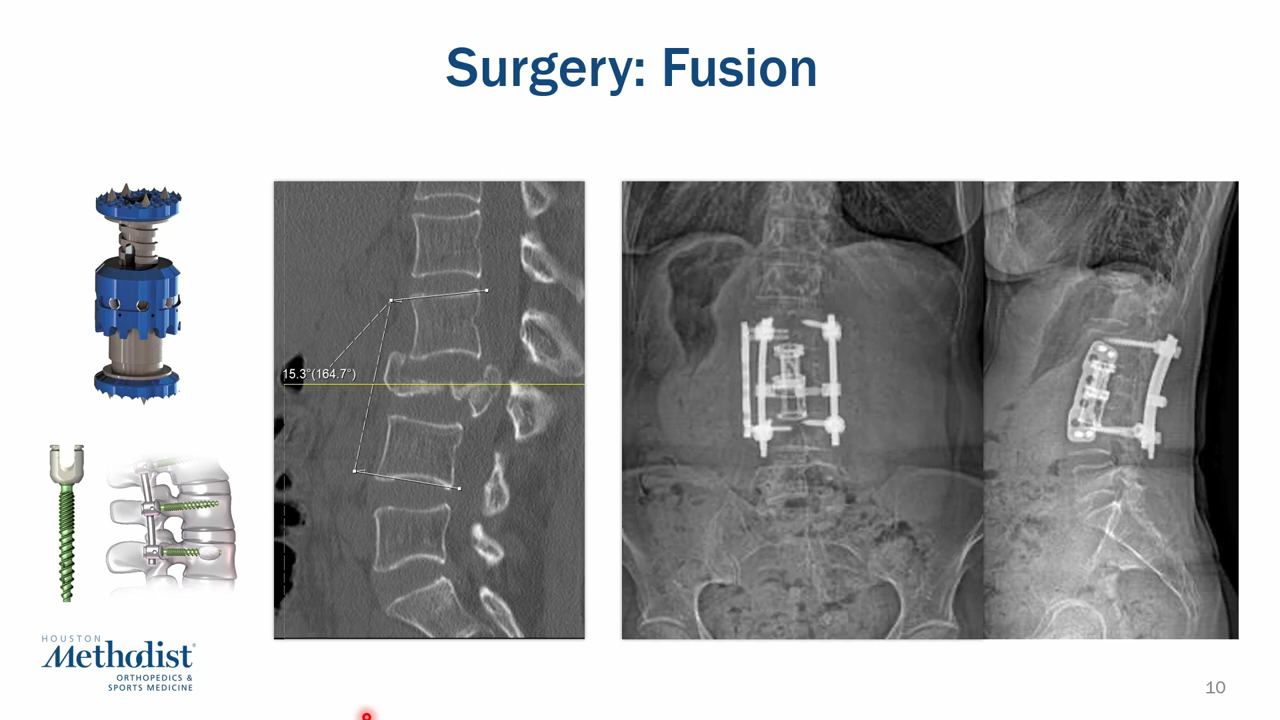 Surgery: Fusion
15.3°(164.7°)
HOUSTON
Methodist®
ORTHOPEDICS &
SPORTS MEDICINE
10